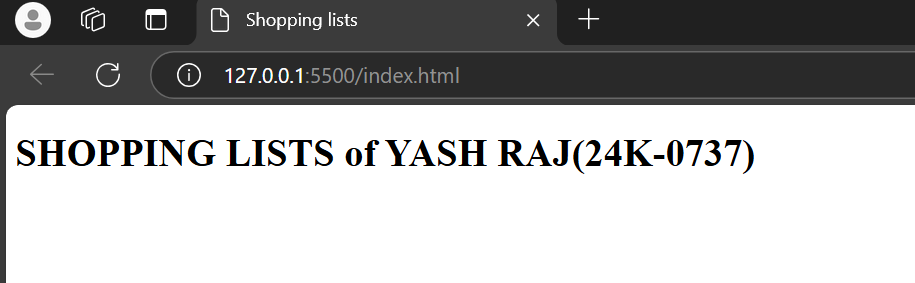 Shopping lists
127.0.0.1:5500/index.html
SHOPPING LISTS of YASH RAJ(24K-0737)